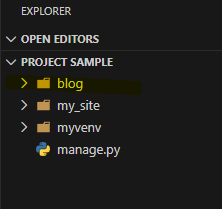 EXPLORER
OPEN EDITORS
PROJECT SAMPLE
blog
my_site
myvenv
manage.py